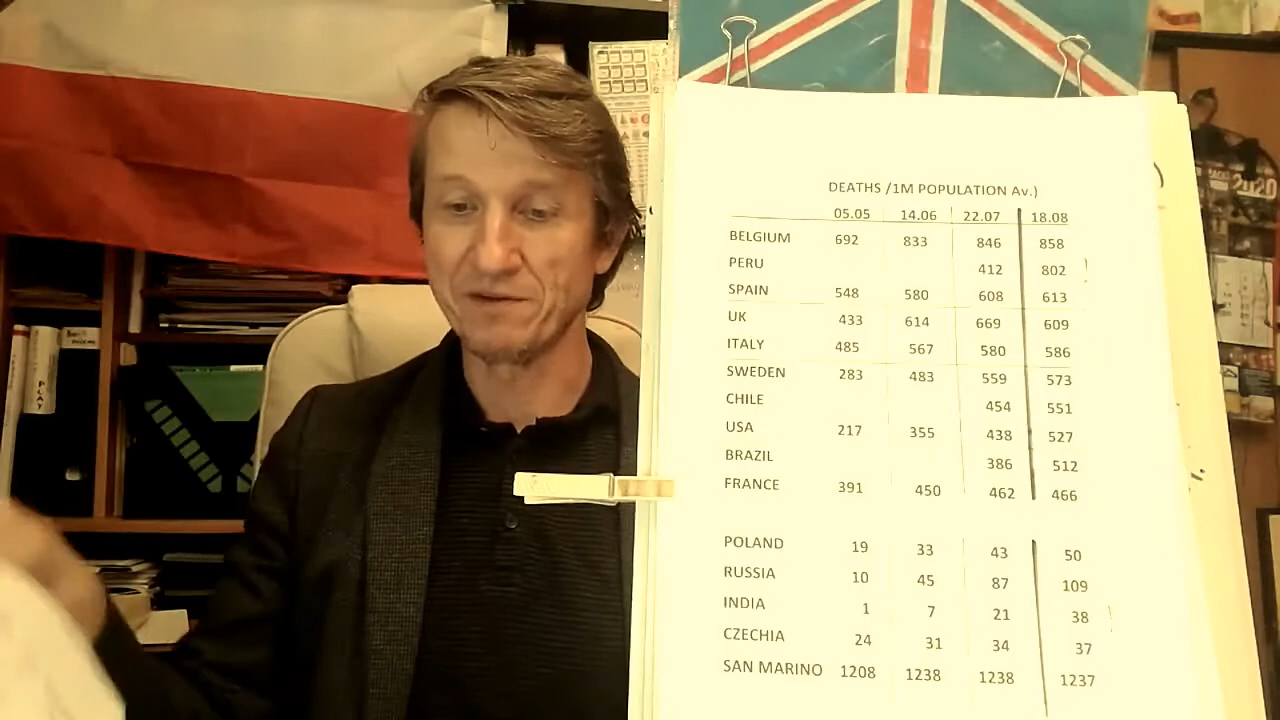 DEATHS /1M POPULATION Av.)
05.05 14.06 22.07 18.08
BELGIUM 692 833 846 858
PERU 412 802
SPAIN 548 580 608 613
UK 433 614 669 609
ITALY 485 567 580 586
SWEDEN 283 483 559 573
CHILE 454 551
USA 217 355 438 527
BRAZIL 386 512
FRANCE 391 450 462 466
POLAND 19 33 43 50
RUSSIA 10 45 87 109
INDIA 1 7 21 38
CZECHIA 24 31 34 37
SAN MARINO 1208 1238 1238 1237
PLAY
2020